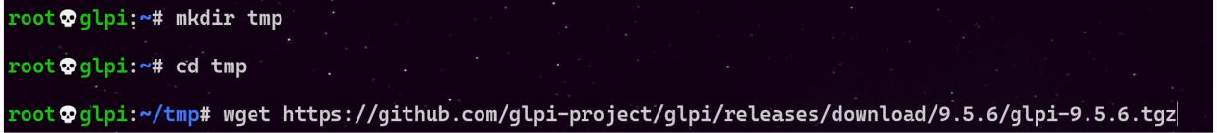 root💀glpi:~# mkdir tmp
root💀glpi:~# cd tmp
root💀glpi:~/tmp# wget https://github.com/glpi-project/glpi/releases/download/9.5.6/glpi-9.5.6.tgz